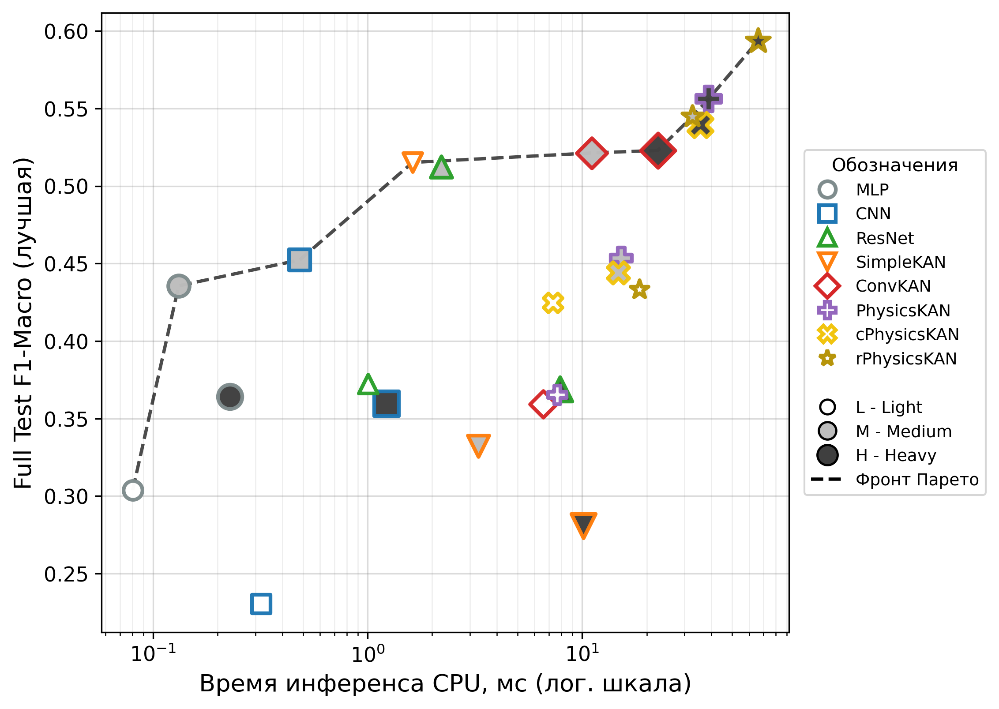 Full Test F1-Macro (лучшая)
0.60
0.55
0.50
0.45
0.40
0.35
0.30
0.25
10⁻¹
10⁰
10¹
Время инференса CPU, мс (лог. шкала)
Обозначения
MLP
CNN
ResNet
SimpleKAN
ConvKAN
PhysicsKAN
cPhysicsKAN
rPhysicsKAN
L - Light
M - Medium
H - Heavy
Фронт Парето